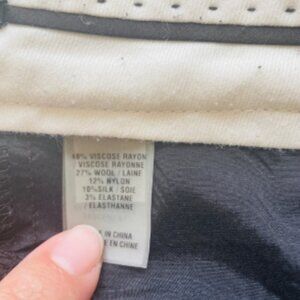 48% VISCOSE RAYON
VISCOSE RAYONNE
27% WOOL / LAINE
12% NYLON
10% SILK / SOIE
3% ELASTANE
/ ELASTHANNE
IN CHINA
EN CHINE